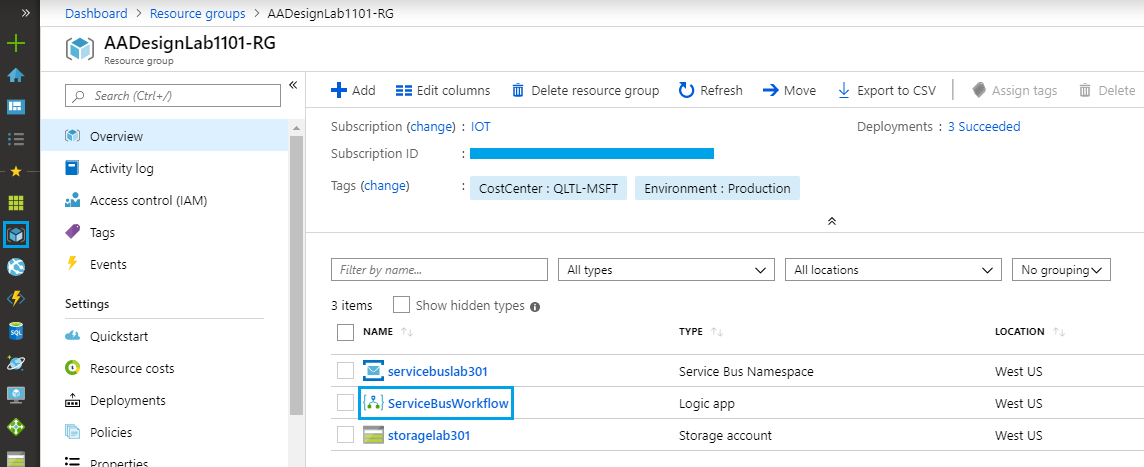 Dashboard > Resource groups > AADesignLab1101-RG
AADesignLab1101-RG
Resource group
Search (Ctrl+/)
Overview
Activity log
Access control (IAM)
Tags
Events
Settings
Quickstart
Resource costs
Deployments
Policies
Properties
Add Edit columns Delete resource group Refresh Move Export to CSV Assign tags Delete
Subscription (change) : IOT Deployments : 3 Succeeded
Subscription ID :
Tags (change) : CostCenter : QLTL-MSFT Environment : Production
Filter by name... All types All locations No grouping
3 items Show hidden types
NAME TYPE LOCATION
servicebuslab301 Service Bus Namespace West US
ServiceBusWorkflow Logic app West US
storagelab301 Storage account West US